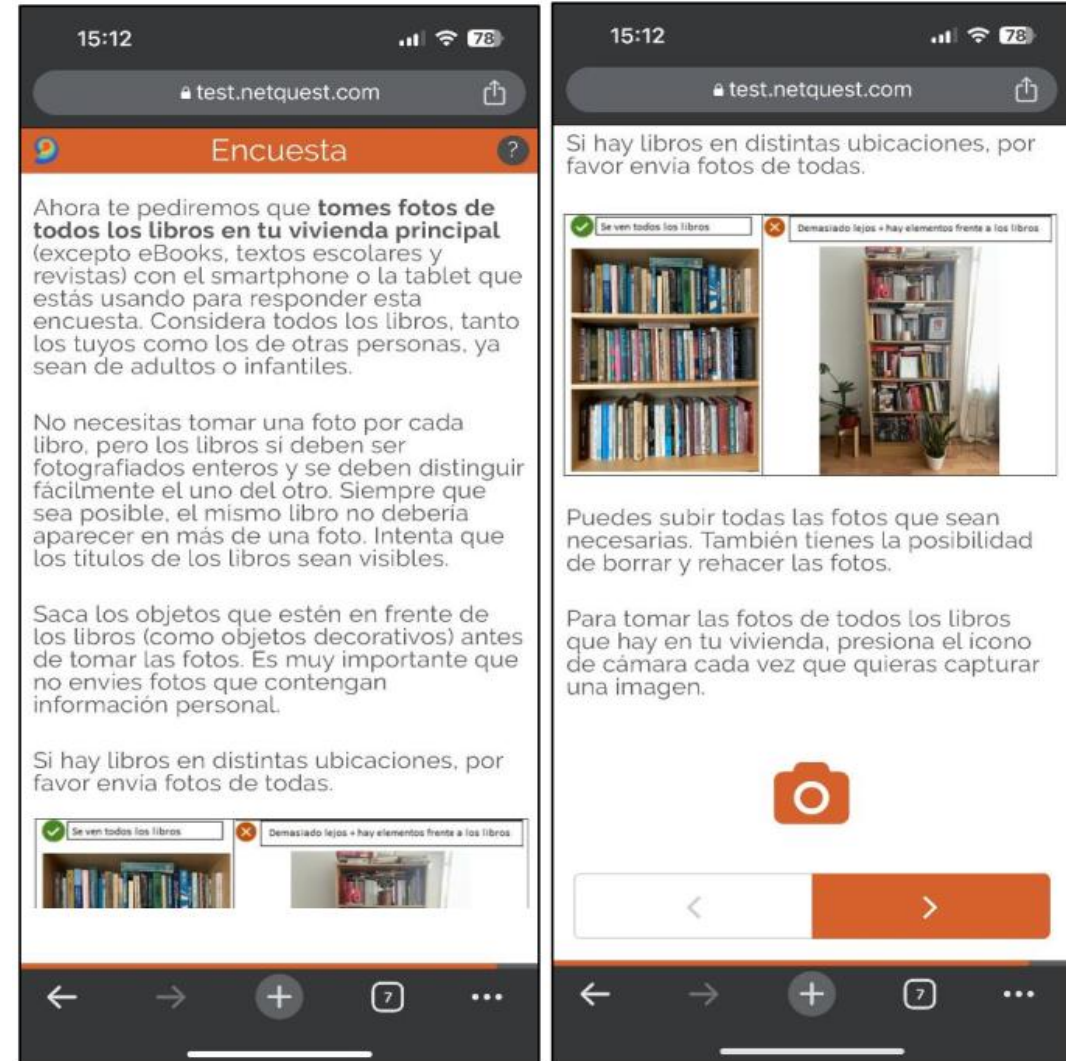 15:12
78
test.netquest.com
Encuesta
?
Ahora te pediremos que tomes fotos de
todos los libros en tu vivienda principal
(excepto eBooks, textos escolares y
revistas) con el smartphone o la tablet que
estás usando para responder esta
encuesta. Considera todos los libros, tanto
los tuyos como los de otras personas, ya
sean de adultos o infantiles.
No necesitas tomar una foto por cada
libro, pero los libros sí deben ser
fotografiados enteros y se deben distinguir
fácilmente el uno del otro. Siempre que
sea posible, el mismo libro no debería
aparecer en más de una foto. Intenta que
los títulos de los libros sean visibles.
Saca los objetos que estén en frente de
los libros (como objetos decorativos) antes
de tomar las fotos. Es muy importante que
no envíes fotos que contengan
información personal.
Si hay libros en distintas ubicaciones, por
favor envía fotos de todas.
Se ven todos los libros
Demasiado lejos + hay elementos frente a los libros
7
15:12
78
test.netquest.com
Si hay libros en distintas ubicaciones, por
favor envía fotos de todas.
Se ven todos los libros
Demasiado lejos + hay elementos frente a los libros
Puedes subir todas las fotos que sean
necesarias. También tienes la posibilidad
de borrar y rehacer las fotos.
Para tomar las fotos de todos los libros
que hay en tu vivienda, presiona el ícono
de cámara cada vez que quieras capturar
una imagen.
7